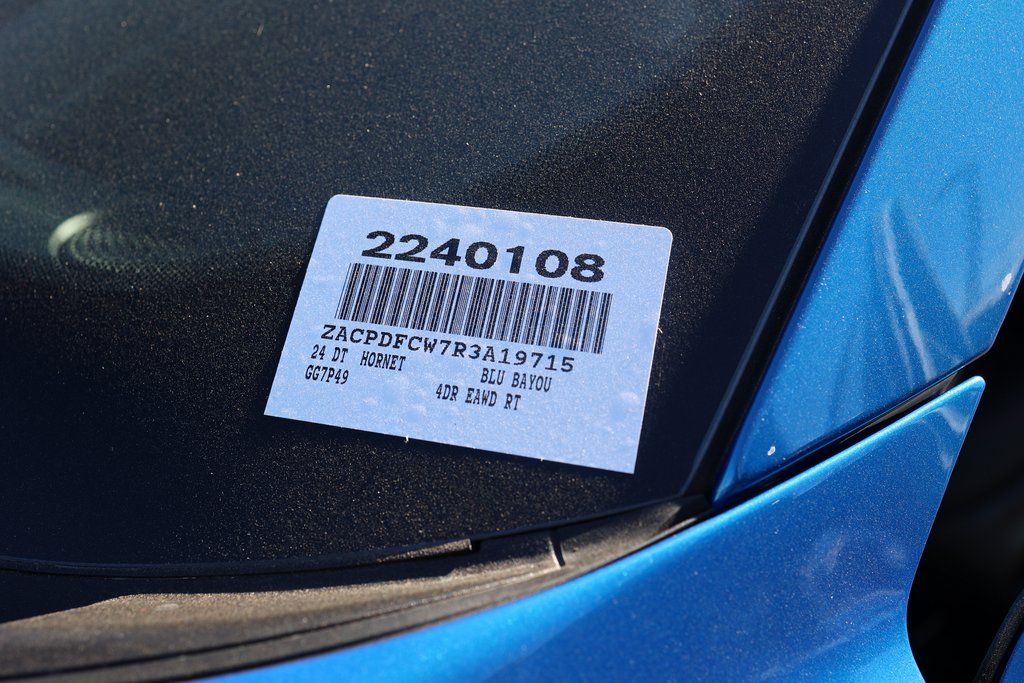 2240108
ZACPDFCW7R3A19715
24 DT HORNET BLU BAYOU
GG7P49 4DR EAWD RT